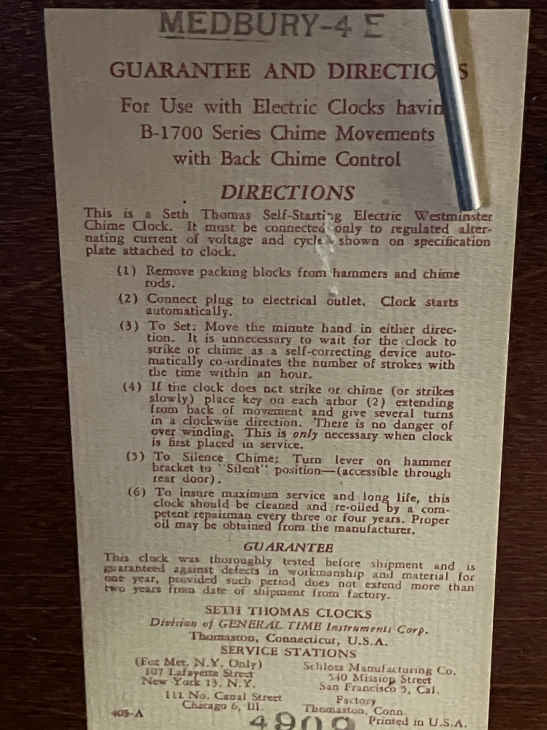 MEDBURY-4 E
GUARANTEE AND DIRECTIO S
For Use with Electric Clocks havin
B-1700 Series Chime Movements
with Back Chime Control
DIRECTIONS
This is a Seth Thomas Self-Starting Electric Westminster
Chime Clock. It must be connected only to regulated alter-
nating current of voltage and cycle shown on specification
plate attached to clock.
(1) Remove packing blocks from hammers and chime
rods.
(2) Connect plug to electrical outlet. Clock starts
automatically.
(3) To Set: Move the minute hand in either direc-
tion. It is unnecessary to wait for the clock to
strike or chime as a self-correcting device auto-
matically co-ordinates the number of strokes with
the time within an hour.
(4) If the clock does not strike or chime (or strikes
slowly) place key on each arbor (2) extending
from back of movement and give several turns
in a clockwise direction. There is no danger of
over winding. This is only necessary when clock
is first placed in service.
(5) To Silence Chime: Turn lever on hammer
bracket to "Silent" position—(accessible through
rear door).
(6) To insure maximum service and long life, this
clock should be cleaned and re-oiled by a com-
petent repairman every three or four years. Proper
oil may be obtained from the manufacturer.
GUARANTEE
This clock was thoroughly tested before shipment and is
guaranteed against defects in workmanship and material for
one year, provided such period does not extend more than
two years from date of shipment from factory.
SETH THOMAS CLOCKS
Division of GENERAL TIME Instruments Corp.
Thomaston, Connecticut, U.S.A.
SERVICE STATIONS
(For Met. N.Y. Only)
107 Lafayette Street
New York 13, N.Y.
Schloss Manufacturing Co.
540 Mission Street
San Francisco 5, Cal.
111 No. Canal Street
Chicago 6, Ill.
Factory
Thomaston, Conn.
405-A
4909
Printed in U.S.A.